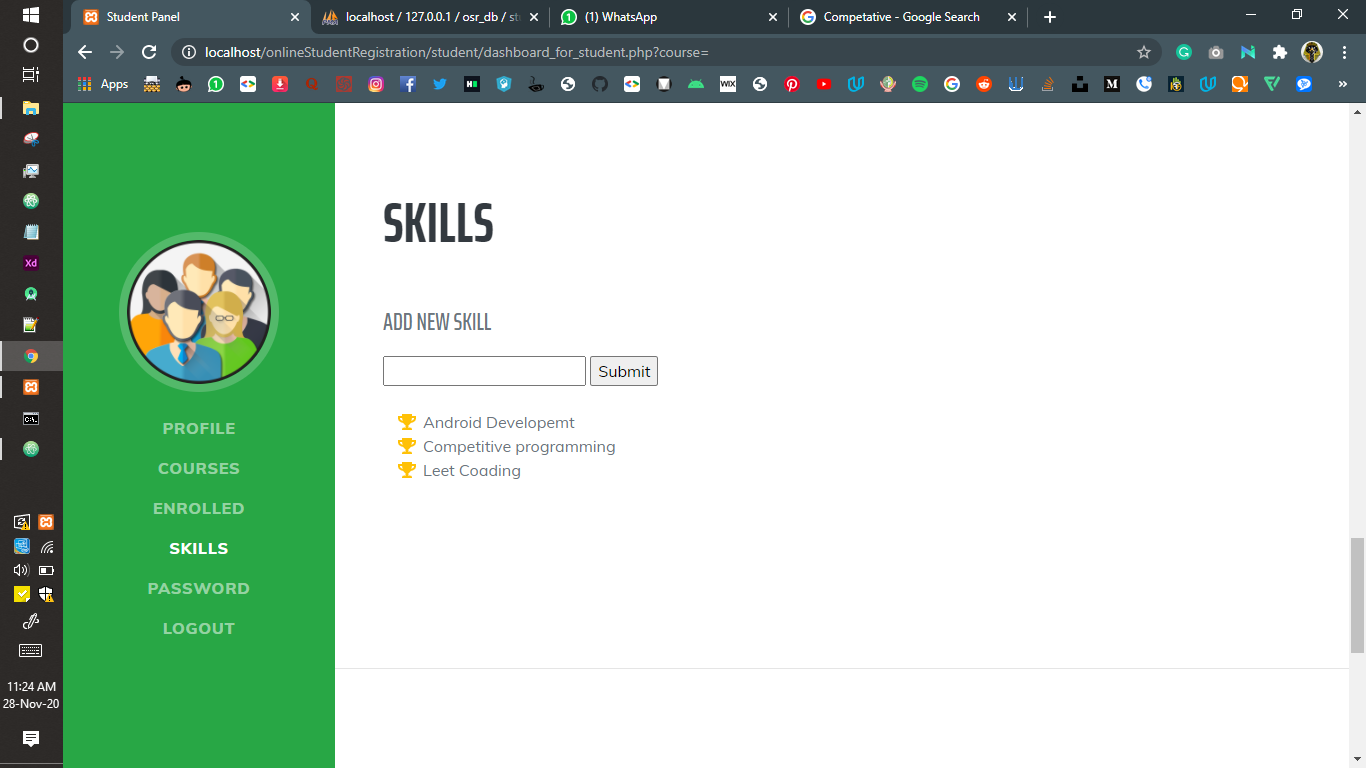 Student Panel
localhost / 127.0.0.1 / osr_db / st
(1) WhatsApp
Competative - Google Search
localhost/onlineStudentRegistration/student/dashboard_for_student.php?course=
Apps
WIX
M
Xd
SKILLS
ADD NEW SKILL
Submit
Android Developemt
Competitive programming
Leet Coading
PROFILE
COURSES
ENROLLED
SKILLS
PASSWORD
LOGOUT
11:24 AM
28-Nov-20